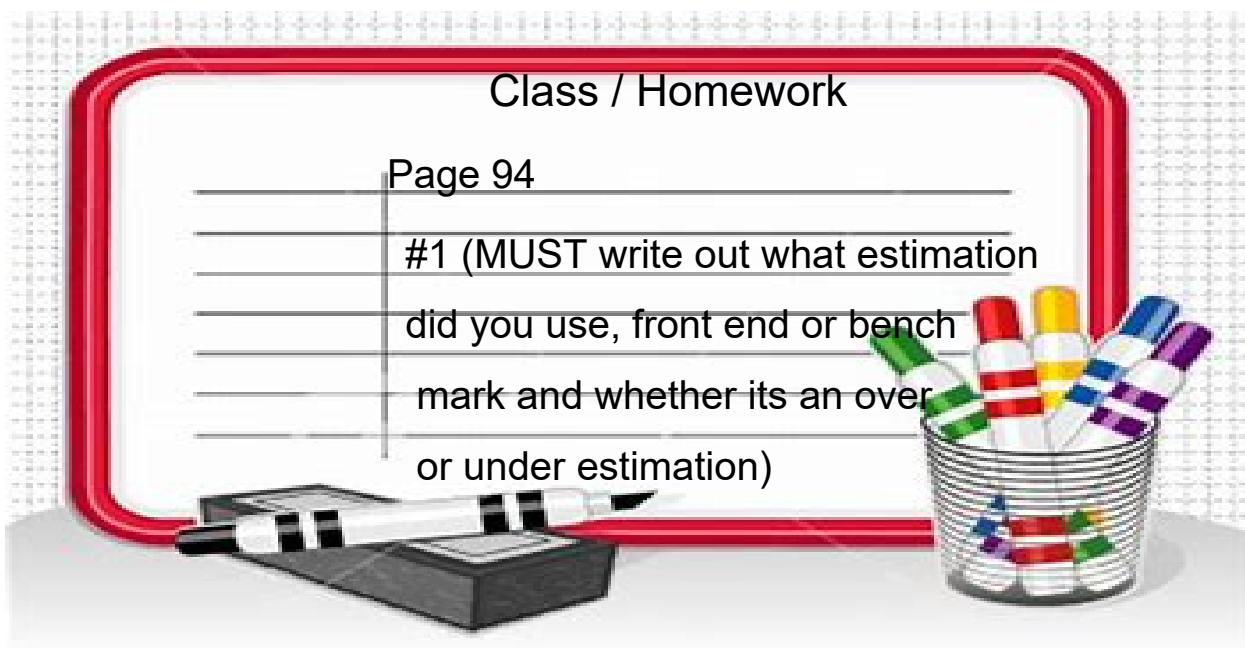 Class / Homework
Page 94
#1 (MUST write out what estimation
did you use, front end or bench
mark and whether its an over
or under estimation)